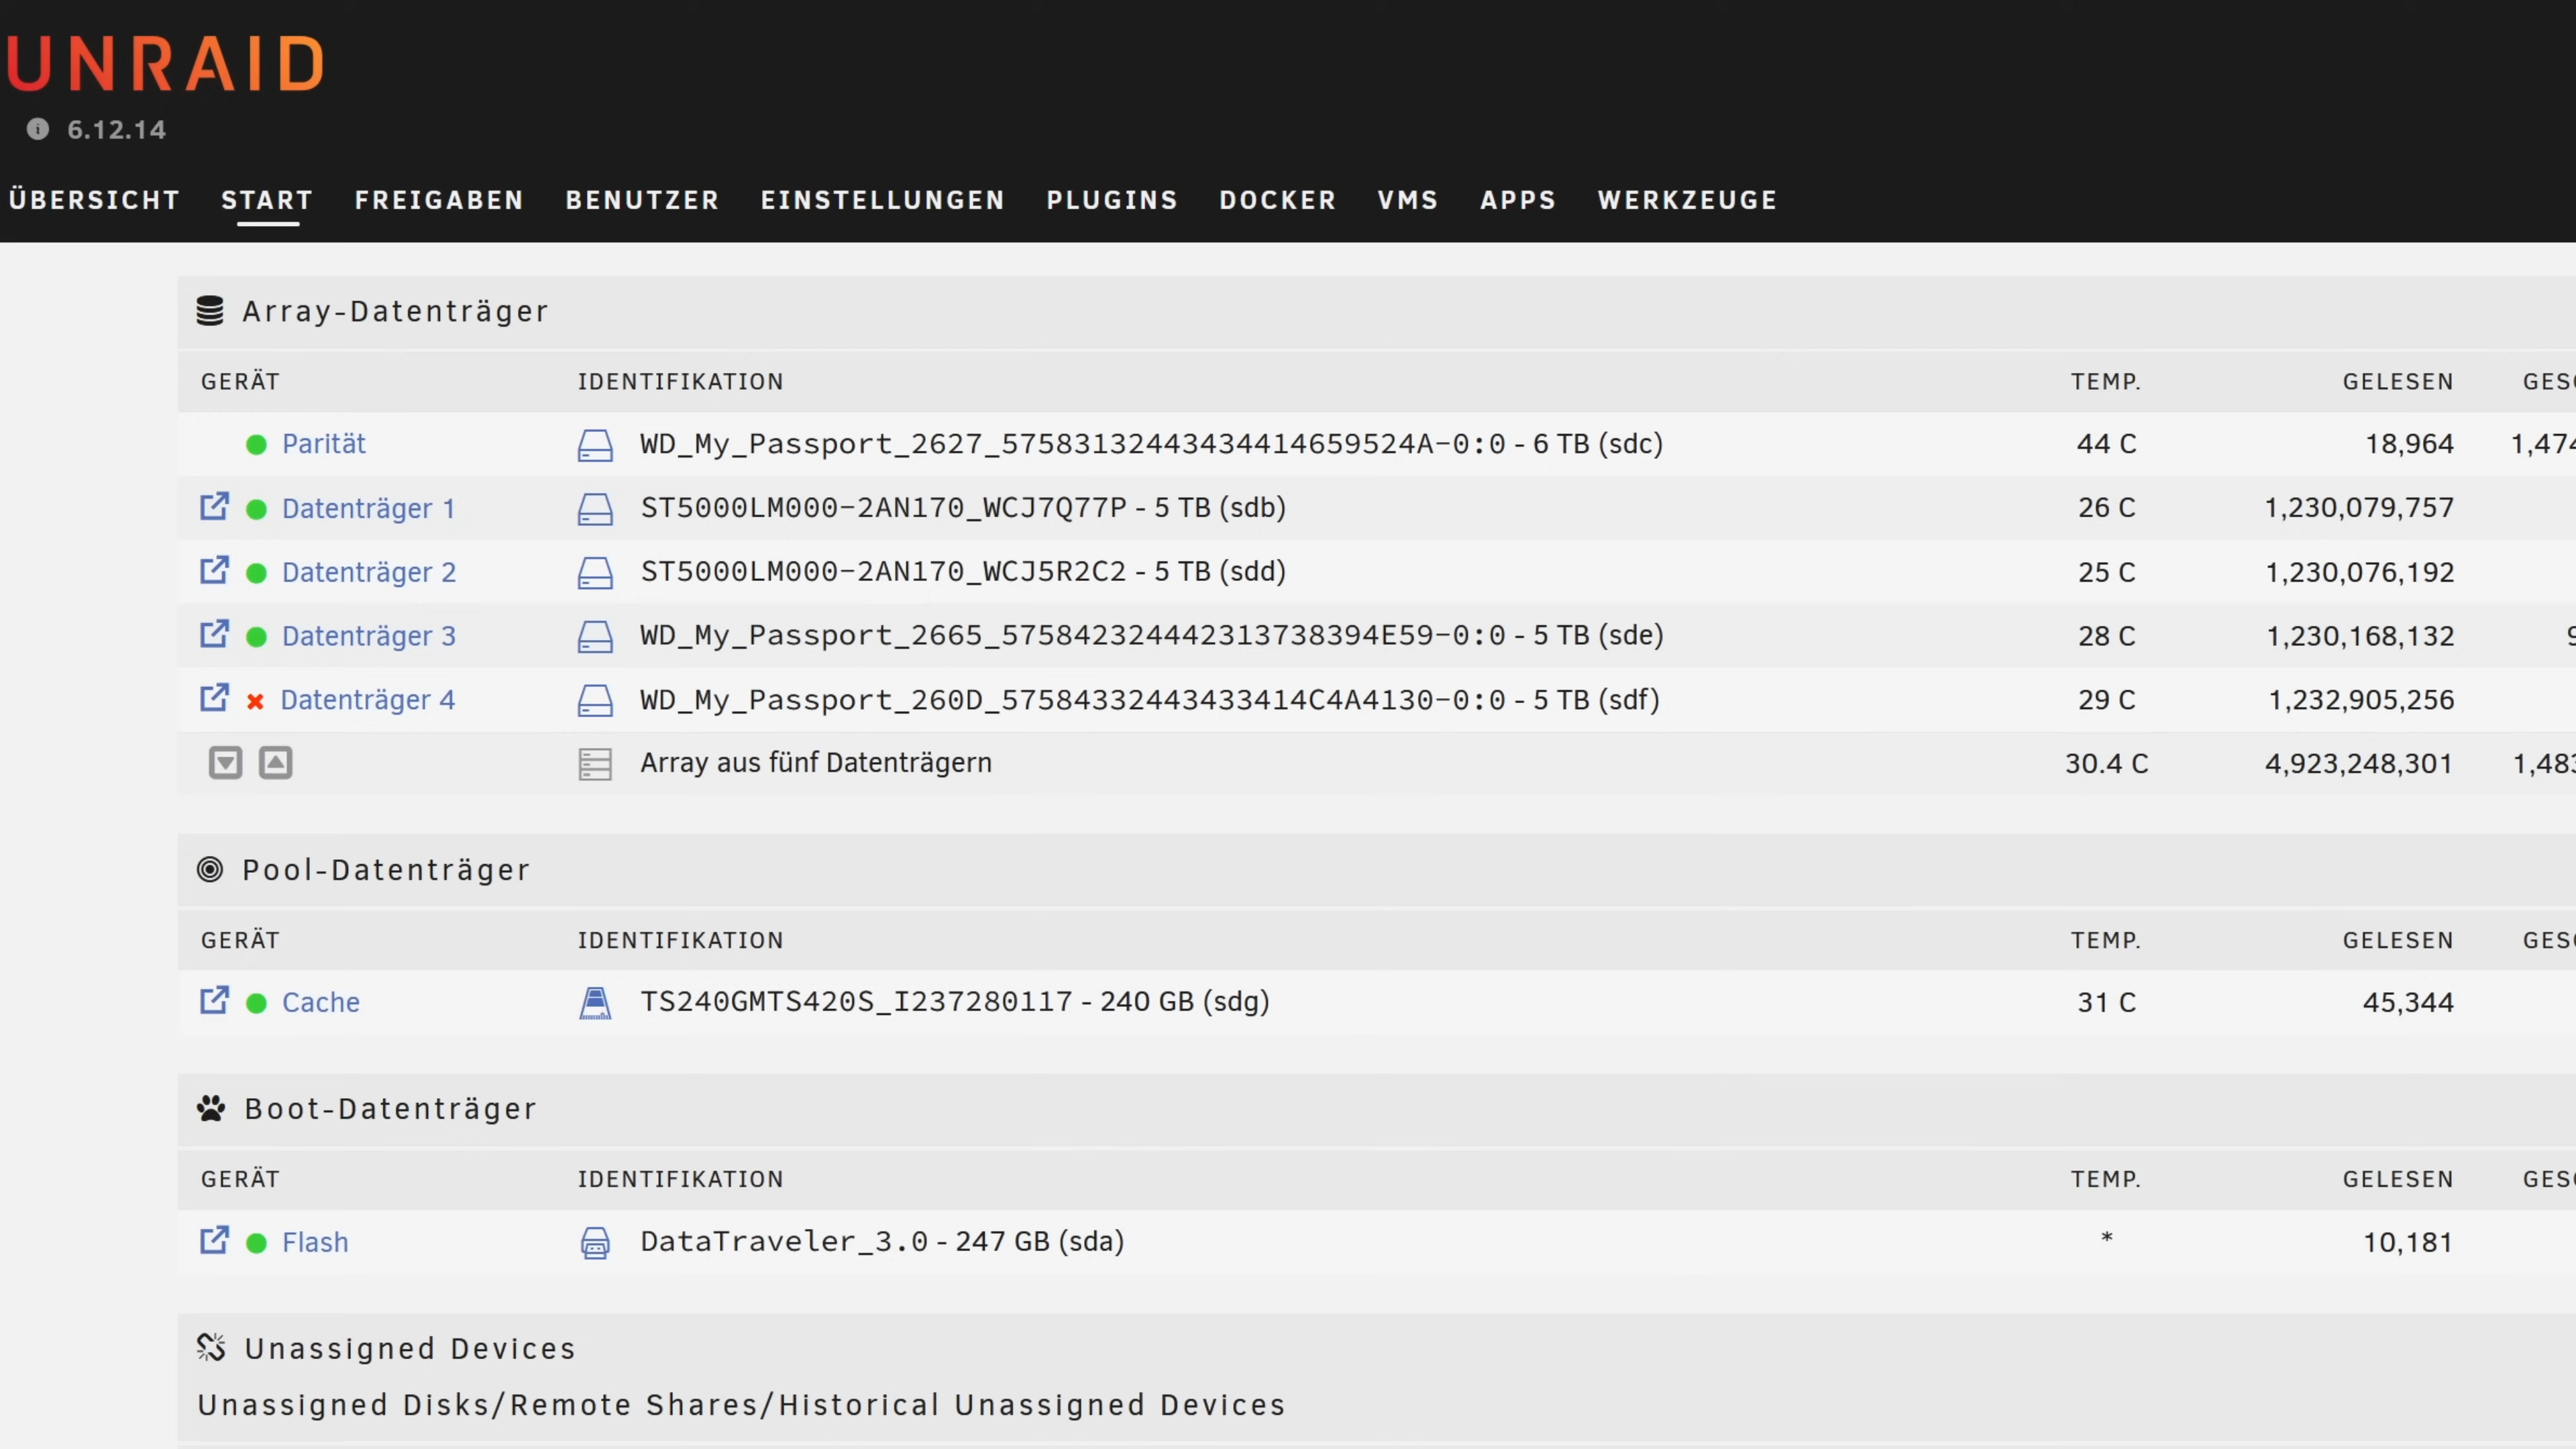 UNRAID
6.12.14
ÜBERSICHT START FREIGABEN BENUTZER EINSTELLUNGEN PLUGINS DOCKER VMS APPS WERKZEUGE
Array-Datenträger
GERÄT IDENTIFIKATION TEMP. GELESEN
Parität WD_My_Passport_2627_575831324434344146595​24A-0:0 - 6 TB (sdc) 44 C 18,964 1,474
Datenträger 1 ST5000LM000-2AN170_WCJ7Q77P - 5 TB (sdb) 26 C 1,230,079,757
Datenträger 2 ST5000LM000-2AN170_WCJ5R2C2 - 5 TB (sdd) 25 C 1,230,076,192
Datenträger 3 WD_My_Passport_2665_575842324442313738394E59-0:0 - 5 TB (sde) 28 C 1,230,168,132 9
Datenträger 4 WD_My_Passport_260D_57584332443433414C4A4130-0:0 - 5 TB (sdf) 29 C 1,232,905,256
Array aus fünf Datenträgern 30.4 C 4,923,248,301 1,483
Pool-Datenträger
GERÄT IDENTIFIKATION TEMP. GELESEN
Cache TS240GMTS420S_I237280117 - 240 GB (sdg) 31 C 45,344
Boot-Datenträger
GERÄT IDENTIFIKATION TEMP. GELESEN
Flash DataTraveler_3.0 - 247 GB (sda) * 10,181
Unassigned Devices
Unassigned Disks/Remote Shares/Historical Unassigned Devices